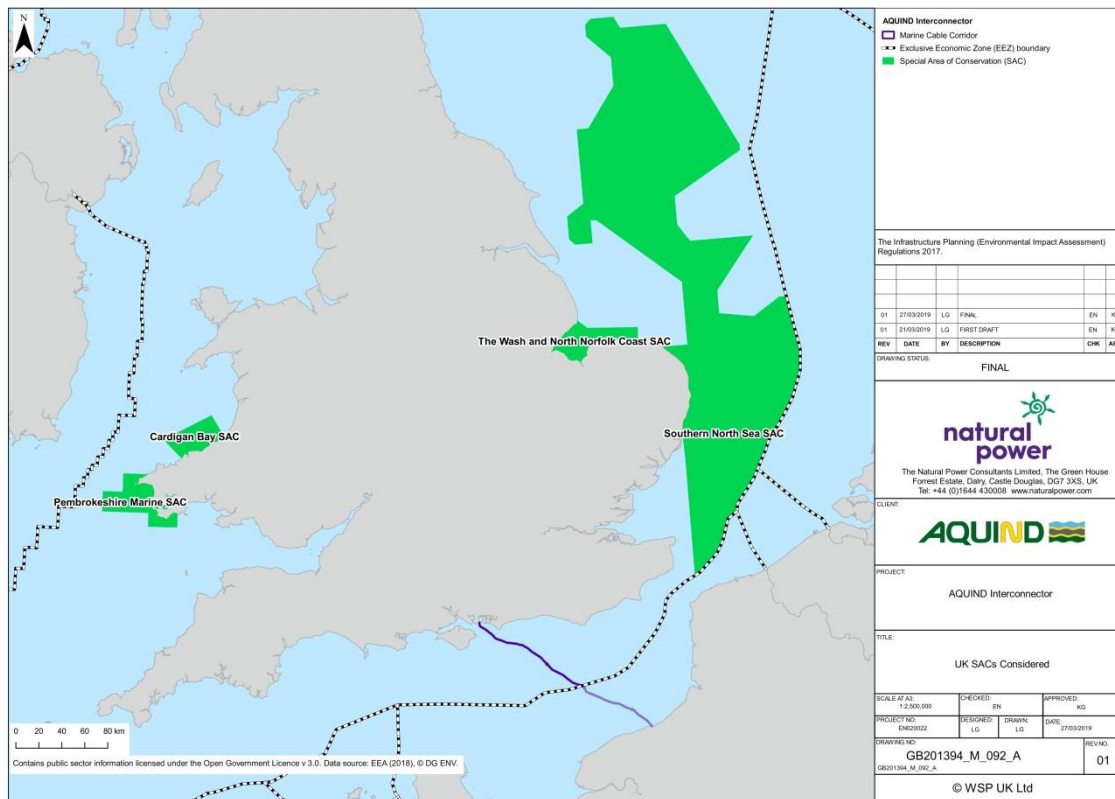 N
The Wash and North Norfolk Coast SAC
Cardigan Bay SAC
Southern North Sea SAC
Pembrokeshire Marine SAC
0 20 40 80 km
Contains public sector information licensed under the Open Government Licence v 3.0. Data source: EEA (2018), © DG ENV.
AQUIND Interconnector
Marine Cable Corridor
Exclusive Economic Zone (EEZ) boundary
Special Area of Conservation (SAC)
The Infrastructure Planning (Environmental Impact Assessment)
Regulations 2017.
01 27/03/2019 LG FINAL EN K
01 21/03/2019 LG FIRST DRAFT EN K
REV DATE BY DESCRIPTION CHK AP
DRAWING STATUS:
FINAL
natural
power
The Natural Power Consultants Limited, The Green House
Forrest Estate, Dalry, Castle Douglas, DG7 3XS, UK
Tel: +44 (0)1644 430008 www.naturalpower.com
CLIENT:
AQUIND
PROJECT:
AQUIND Interconnector
TITLE:
UK SACs Considered
SCALE AT A3: CHECKED: APPROVED:
1:2,500,000 EN KG
PROJECT NO: DESIGNED: DRAWN: DATE:
EN020022 LG LG 27/03/2019
DRAWING NO: REV.NO.
GB201394_M_092_A 01
GB201394_M_092_A
© WSP UK Ltd